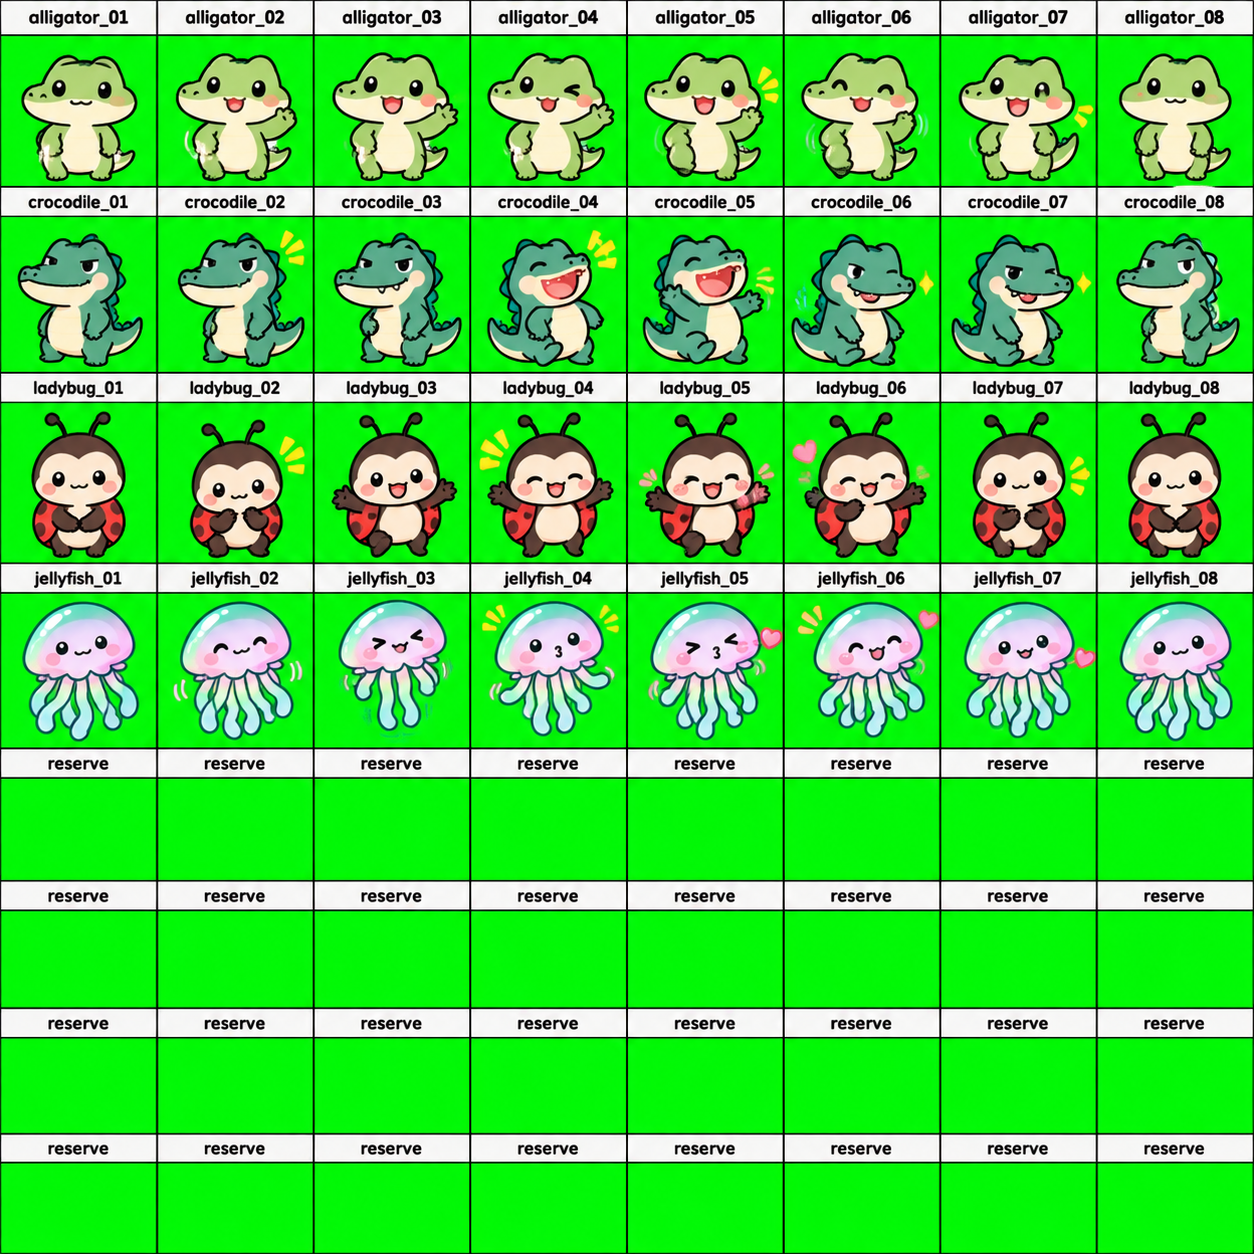 alligator_01 alligator_02 alligator_03 alligator_04 alligator_05 alligator_06 alligator_07 alligator_08
crocodile_01 crocodile_02 crocodile_03 crocodile_04 crocodile_05 crocodile_06 crocodile_07 crocodile_08
ladybug_01 ladybug_02 ladybug_03 ladybug_04 ladybug_05 ladybug_06 ladybug_07 ladybug_08
jellyfish_01 jellyfish_02 jellyfish_03 jellyfish_04 jellyfish_05 jellyfish_06 jellyfish_07 jellyfish_08
reserve reserve reserve reserve reserve reserve reserve reserve
reserve reserve reserve reserve reserve reserve reserve reserve
reserve reserve reserve reserve reserve reserve reserve reserve
reserve reserve reserve reserve reserve reserve reserve reserve